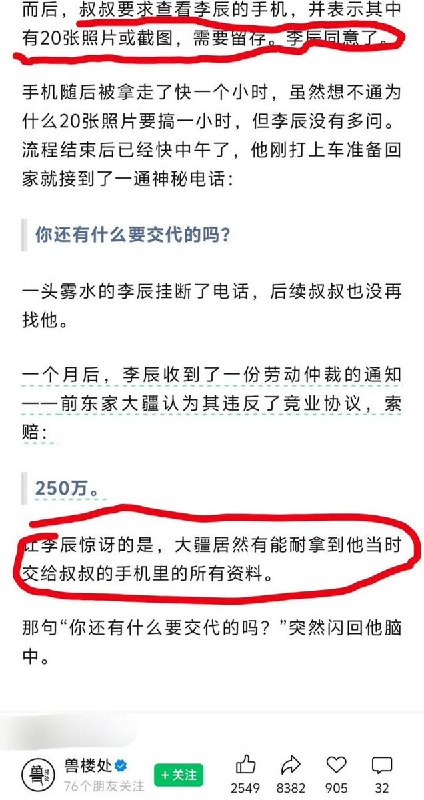 而后，叔叔要求查看李辰的手机，并表示其中
有20张照片或截图，需要留存。李辰同意了。
手机随后被拿走了快一个小时，虽然想不通为
什么20张照片要搞一小时，但李辰没有多问。
流程结束后已经快中午了，他刚打上车准备回
家就接到了一通神秘电话：
你还有什么要交代的吗？
一头雾水的李辰挂断了电话，后续叔叔也没再
找他。
一个月后，李辰收到了一份劳动仲裁的通知
——前东家大疆认为其违反了竞业协议，索
赔：
250万。
让李辰惊讶的是，大疆居然有能耐拿到他当时
交给叔叔的手机里的所有资料。
那句“你还有什么要交代的吗？”突然闪回他脑
中。
兽楼处
76个朋友关注
+关注
2549
8382
90
32